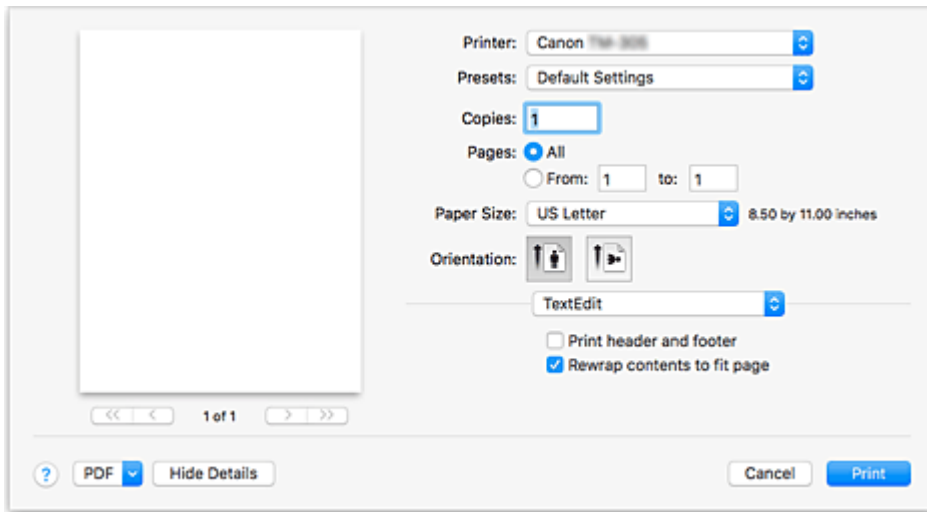 Printer: Canon
Presets: Default Settings
Copies: 1
Pages: All
From: 1 to: 1
Paper Size: US Letter 8.50 by 11.00 inches
Orientation:
TextEdit
Print header and footer
Rewrap contents to fit page
<< < 1 of 1 > >>
? PDF Hide Details Cancel Print